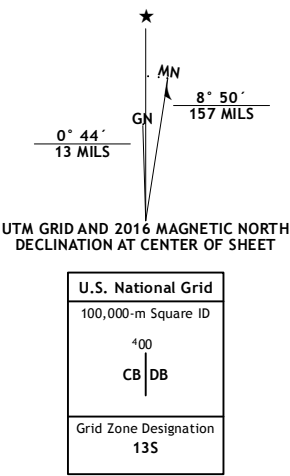 ★
MN
GN
8° 50´
157 MILS
0° 44´
13 MILS
UTM GRID AND 2016 MAGNETIC NORTH
DECLINATION AT CENTER OF SHEET
U.S. National Grid
100,000-m Square ID
⁴00
CB DB
Grid Zone Designation
13S